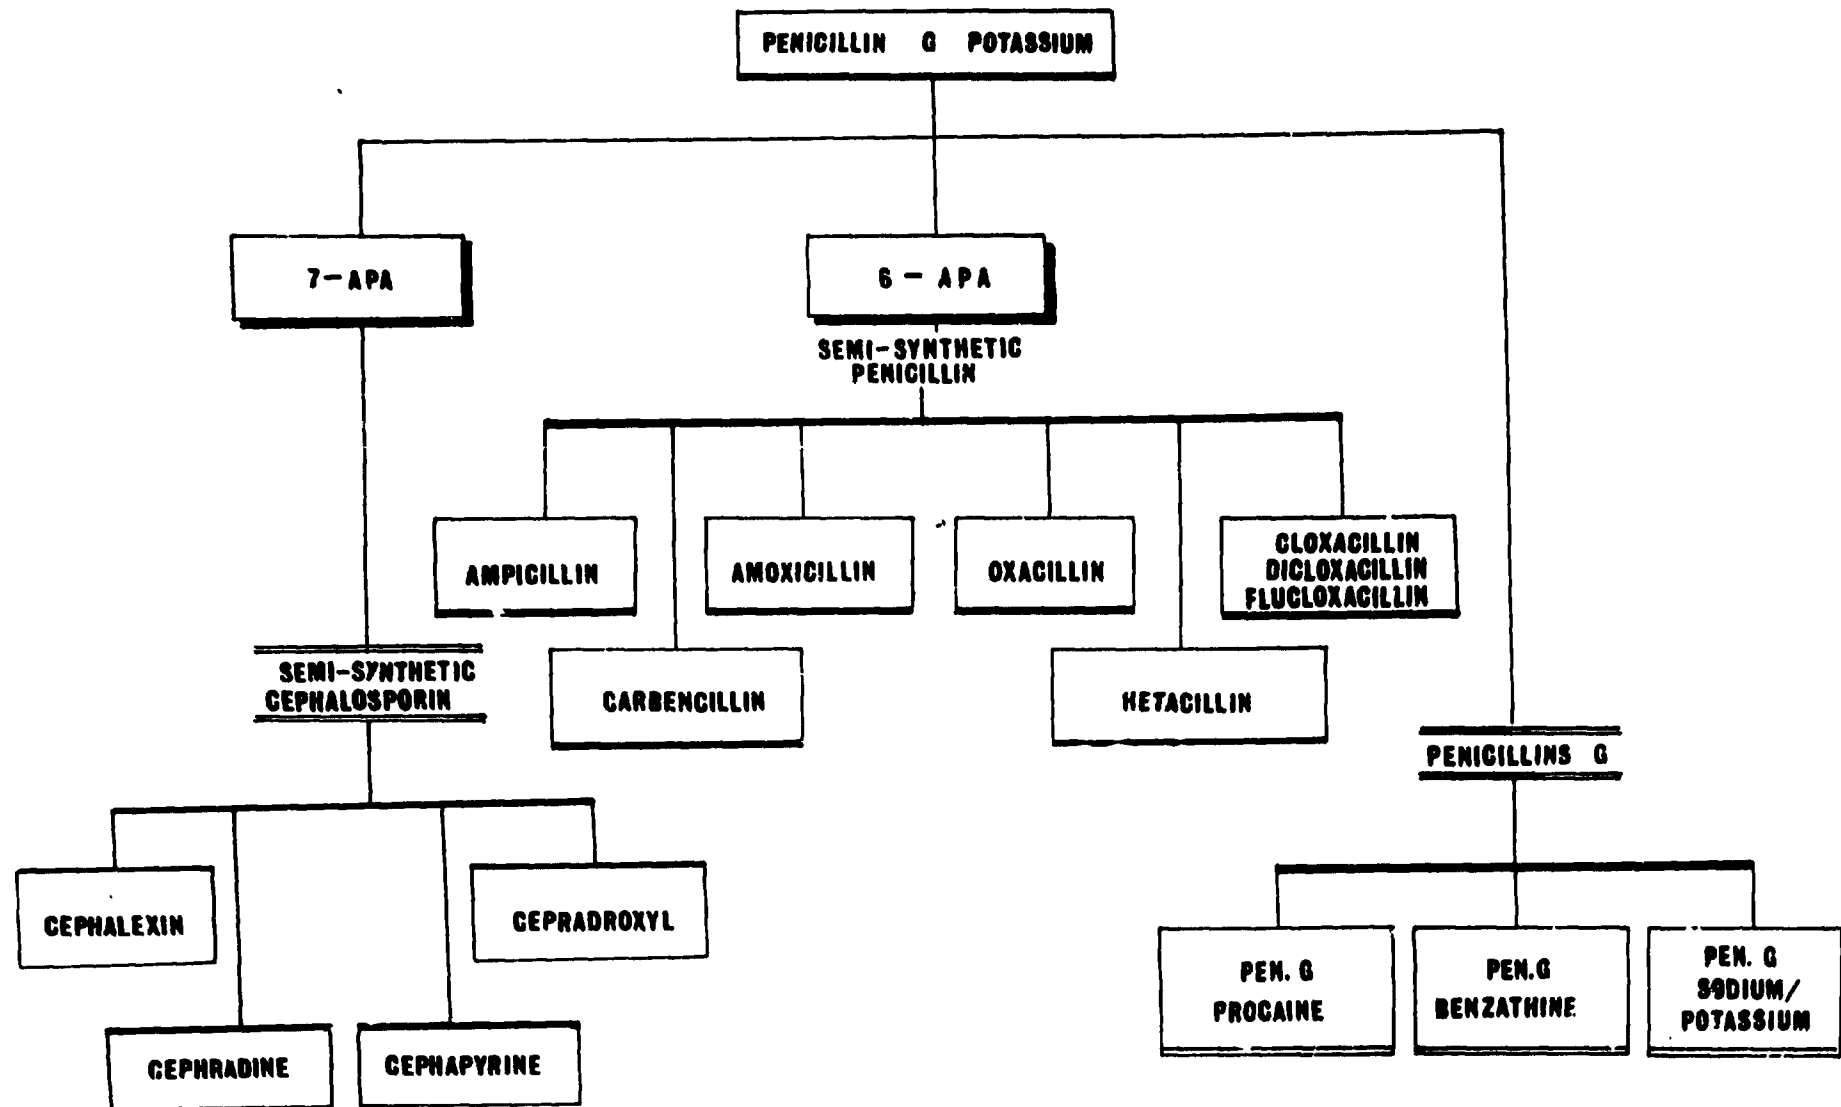 PENICILLIN G POTASSIUM
7-APA
6 - APA
SEMI-SYNTHETIC
PENICILLIN
AMPICILLIN
AMOXICILLIN
OXACILLIN
CLOXACILLIN
DICLOXACILLIN
FLUCLOXACILLIN
CARBENCILLIN
HETACILLIN
SEMI-SYNTHETIC
CEPHALOSPORIN
PENICILLINS G
CEPHALEXIN
CEPRADROXYL
CEPHRADINE
CEPHAPYRINE
PEN. G
PROCAINE
PEN.G
BENZATHINE
PEN. G
SODIUM/
POTASSIUM